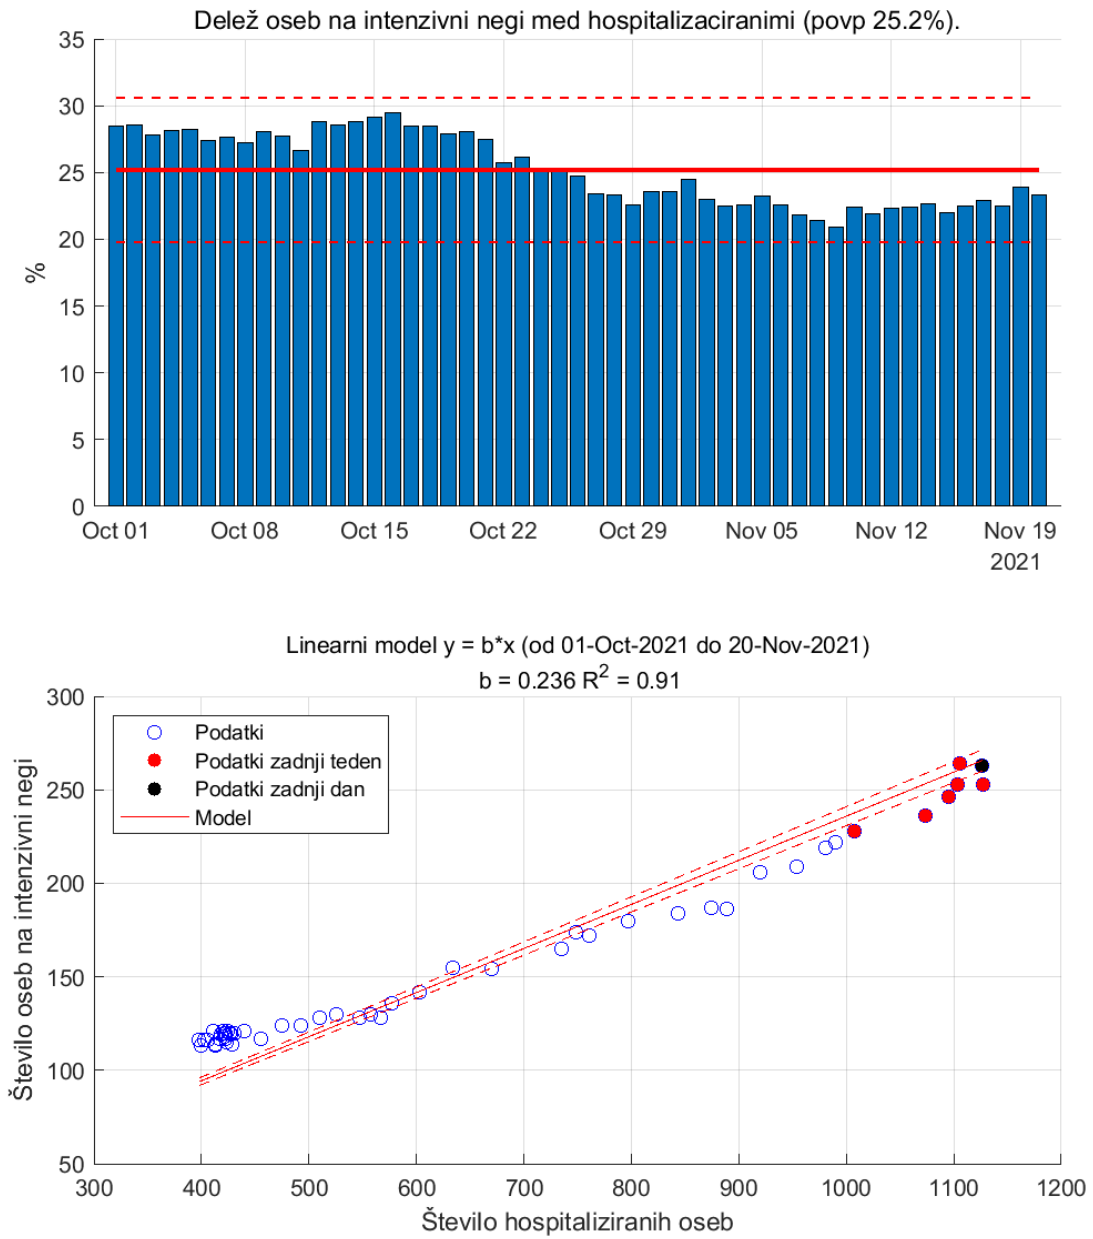 Delež oseb na intenzivni negi med hospitalizaciranimi (povp 25.2%).
35
30
25
20
15
10
5
0
%
Oct 01 Oct 08 Oct 15 Oct 22 Oct 29 Nov 05 Nov 12 Nov 19
2021
Linearni model y = b*x (od 01-Oct-2021 do 20-Nov-2021)
b = 0.236 R² = 0.91
300
250
200
150
100
50
Število oseb na intenzivni negi
Podatki
Podatki zadnji teden
Podatki zadnji dan
Model
300 400 500 600 700 800 900 1000 1100 1200
Število hospitaliziranih oseb